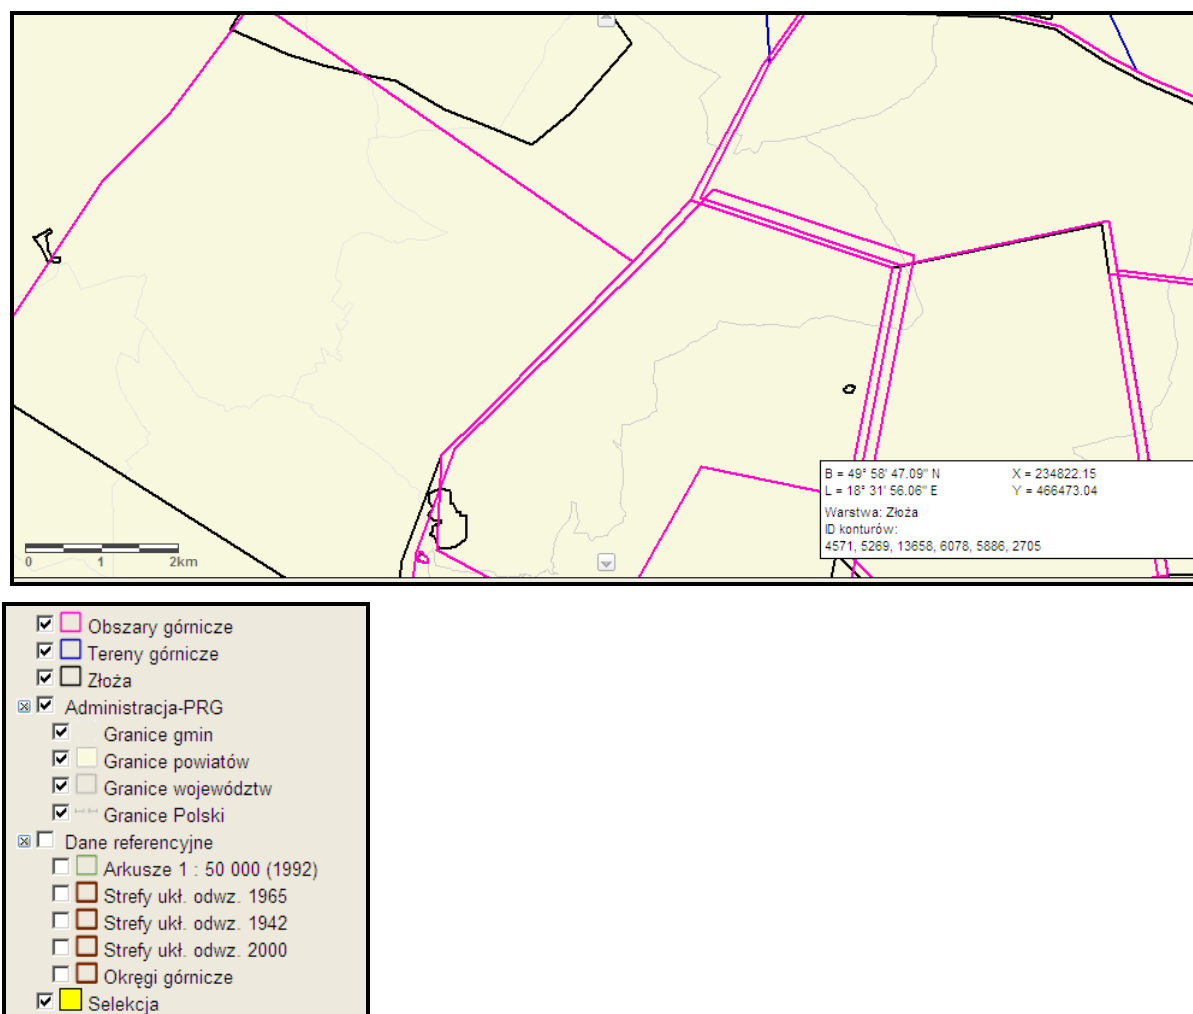 B = 49° 58' 47.09" N X = 234822.15
L = 18° 31' 56.06" E Y = 466473.04
Warstwa: Złoża
ID konturów:
4571, 5269, 13658, 6078, 5886, 2705
0 1 2km
Obszary górnicze
Tereny górnicze
Złoża
Administracja-PRG
Granice gmin
Granice powiatów
Granice województw
Granice Polski
Dane referencyjne
Arkusze 1 : 50 000 (1992)
Strefy ukł. odwz. 1965
Strefy ukł. odwz. 1942
Strefy ukł. odwz. 2000
Okręgi górnicze
Selekcja